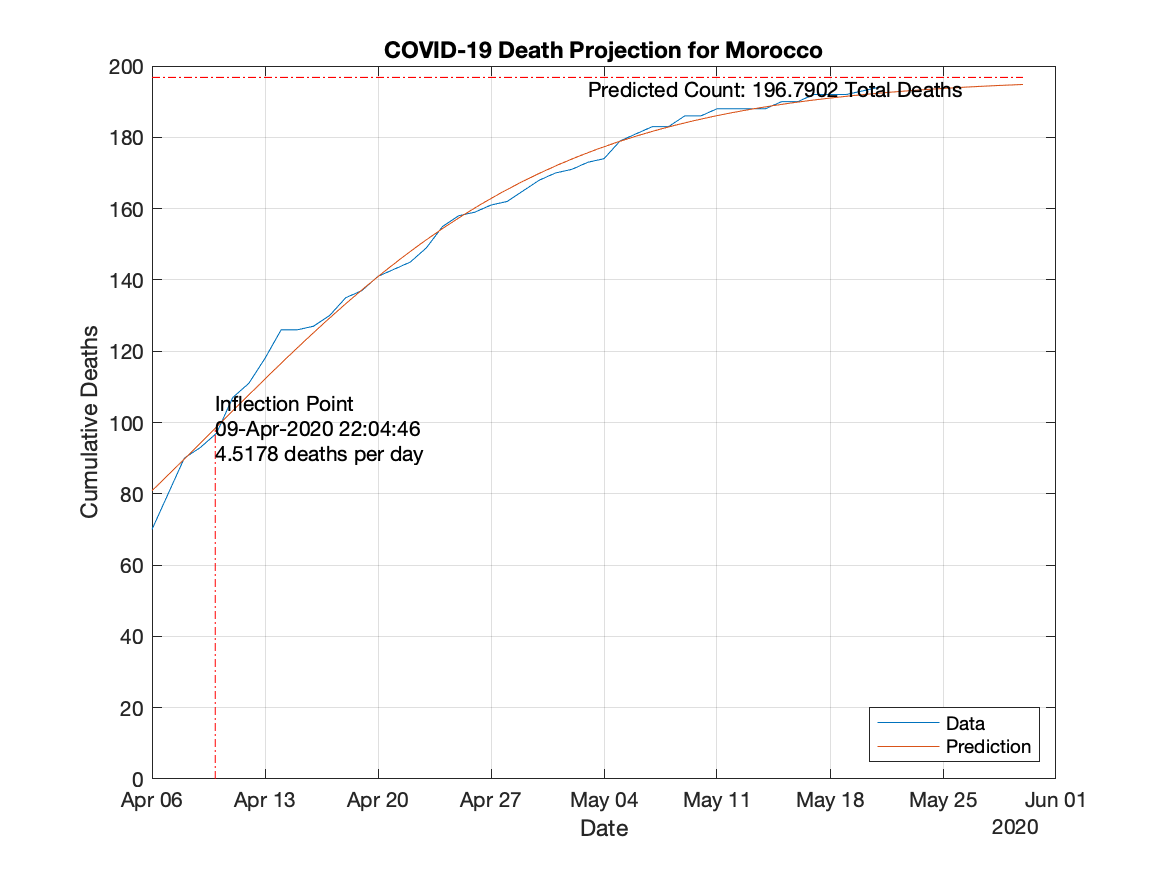 COVID-19 Death Projection for Morocco
200
Predicted Count: 196.7902 Total Deaths
180
160
140
120
100
80
60
40
20
0
Inflection Point
09-Apr-2020 22:04:46
4.5178 deaths per day
Cumulative Deaths
Data
Prediction
Apr 06 Apr 13 Apr 20 Apr 27 May 04 May 11 May 18 May 25 Jun 01
Date
2020